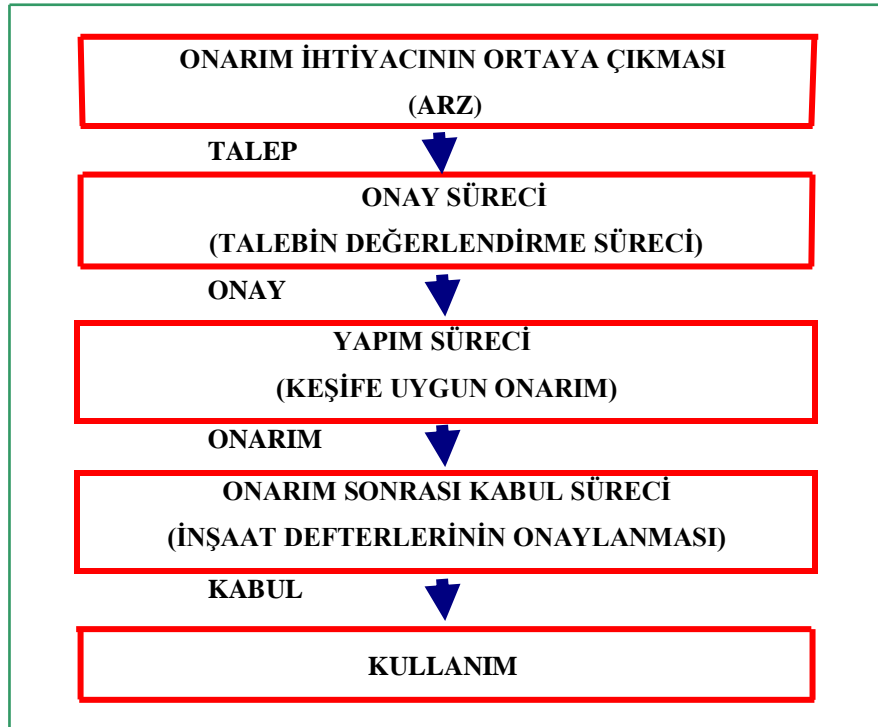 ONARIM İHTİYACININ ORTAYA ÇIKMASI
(ARZ)
TALEP
ONAY SÜRECİ
(TALEBİN DEĞERLENDİRME SÜRECİ)
ONAY
YAPIM SÜRECİ
(KEŞİFE UYGUN ONARIM)
ONARIM
ONARIM SONRASI KABUL SÜRECİ
(İNŞAAT DEFTERLERİNİN ONAYLANMASI)
KABUL
KULLANIM